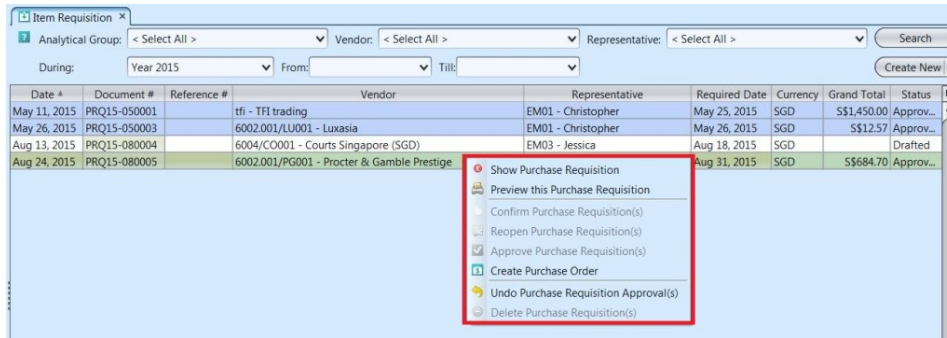 Item Requisition ×
? Analytical Group: < Select All > Vendor: < Select All > Representative: < Select All > Search
During: Year 2015 From: Till: Create New
Date Document # Reference # Vendor Representative Required Date Currency Grand Total Status
May 11, 2015 PRQ15-050001 tfi - TFI trading EM01 - Christopher May 25, 2015 SGD S$1,450.00 Approv...
May 26, 2015 PRQ15-050003 6002.001/LU001 - Luxasia EM01 - Christopher May 26, 2015 SGD S$12.57 Approv...
Aug 13, 2015 PRQ15-080004 6004/CO001 - Courts Singapore (SGD) EM03 - Jessica Aug 18, 2015 SGD Drafted
Aug 24, 2015 PRQ15-080005 6002.001/PG001 - Procter & Gamble Prestige Aug 31, 2015 SGD S$684.70 Approv...
Show Purchase Requisition
Preview this Purchase Requisition
Confirm Purchase Requisition(s)
Reopen Purchase Requisition(s)
Approve Purchase Requisition(s)
Create Purchase Order
Undo Purchase Requisition Approval(s)
Delete Purchase Requisition(s)